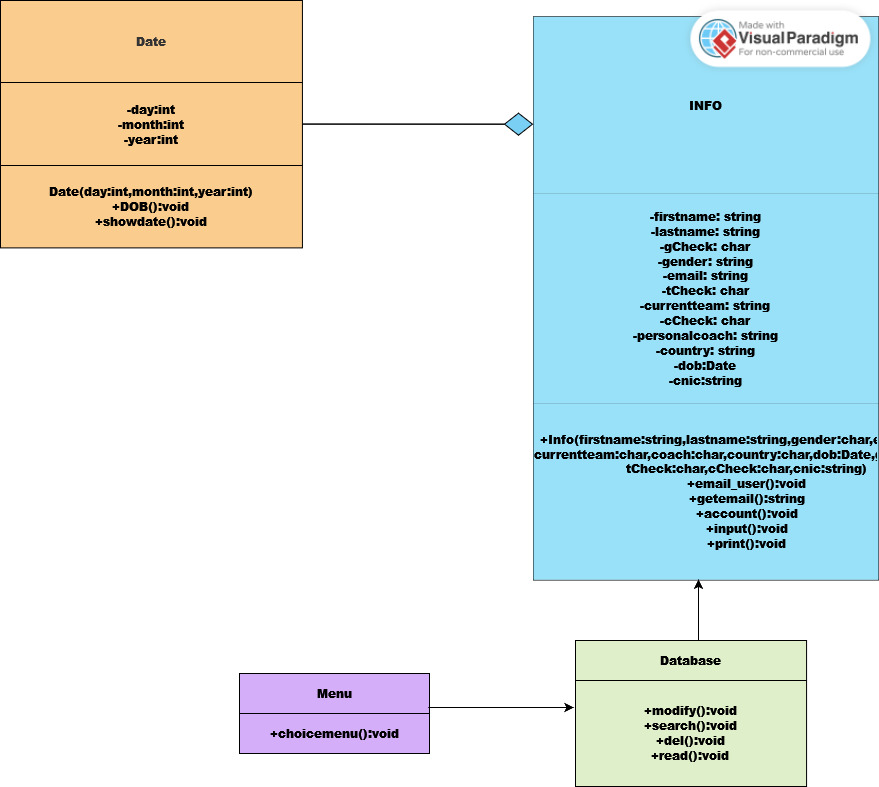 Date
-day:int
-month:int
-year:int
Date(day:int,month:int,year:int)
+DOB():void
+showdate():void
Made with
VisualParadigm
For non-commercial use
INFO
-firstname: string
-lastname: string
-gCheck: char
-gender: string
-email: string
-tCheck: char
-currentteam: string
-cCheck: char
-personalcoach: string
-country: string
-dob:Date
-cnic:string
+Info(firstname:string,lastname:string,gender:char,
currentteam:char,coach:char,country:char,dob:Date,
tCheck:char,cCheck:char,cnic:string)
+email_user():void
+getemail():string
+account():void
+input():void
+print():void
Database
+modify():void
+search():void
+del():void
+read():void
Menu
+choicemenu():void